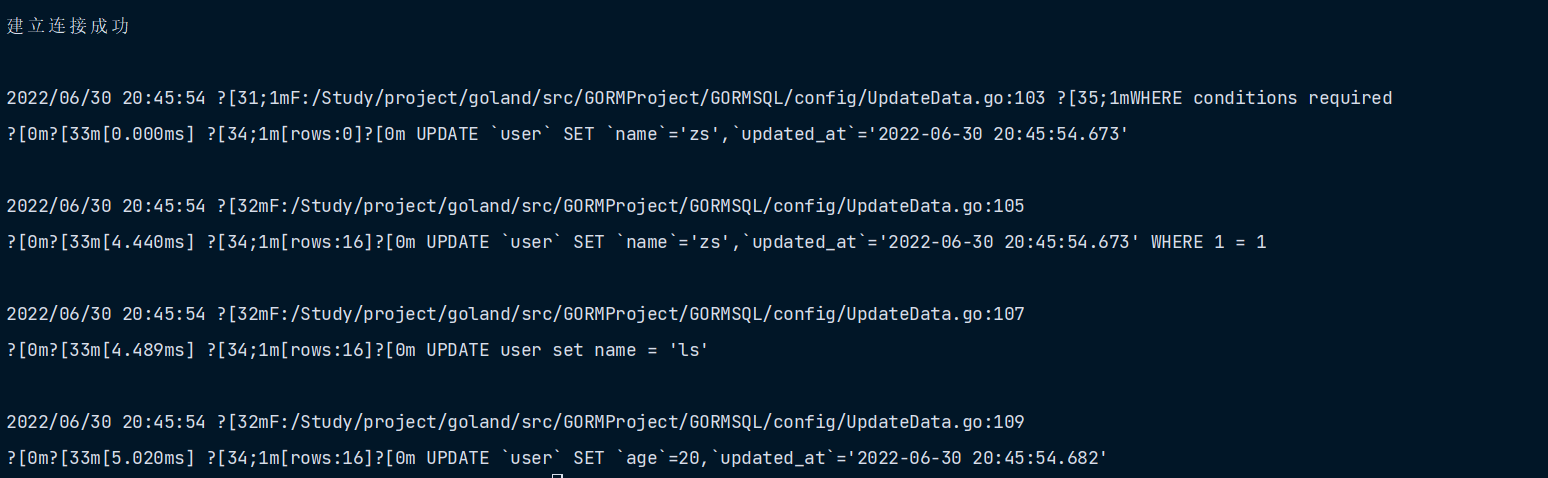 建立连接成功
2022/06/30 20:45:54 ?[31;1mF:/Study/project/goland/src/GORMProject/GORMSQL/config/UpdateData.go:103 ?[35;1mWHERE conditions required
?[0m?[33m[0.000ms] ?[34;1m[rows:0]?[0m UPDATE `user` SET `name`='zs',`updated_at`='2022-06-30 20:45:54.673'
2022/06/30 20:45:54 ?[32mF:/Study/project/goland/src/GORMProject/GORMSQL/config/UpdateData.go:105
?[0m?[33m[4.440ms] ?[34;1m[rows:16]?[0m UPDATE `user` SET `name`='zs',`updated_at`='2022-06-30 20:45:54.673' WHERE 1 = 1
2022/06/30 20:45:54 ?[32mF:/Study/project/goland/src/GORMProject/GORMSQL/config/UpdateData.go:107
?[0m?[33m[4.489ms] ?[34;1m[rows:16]?[0m UPDATE user set name = 'ls'
2022/06/30 20:45:54 ?[32mF:/Study/project/goland/src/GORMProject/GORMSQL/config/UpdateData.go:109
?[0m?[33m[5.020ms] ?[34;1m[rows:16]?[0m UPDATE `user` SET `age`=20,`updated_at`='2022-06-30 20:45:54.682'